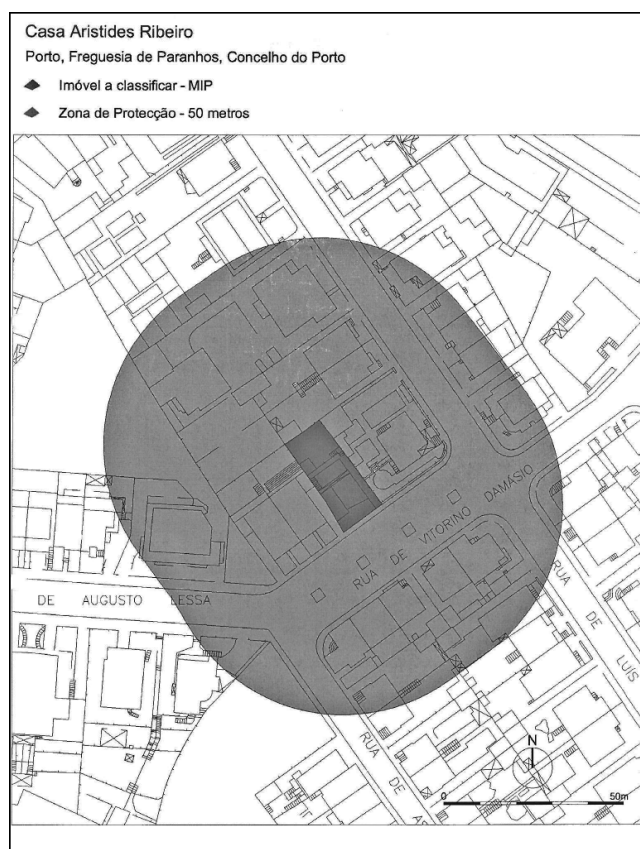 Casa Aristides Ribeiro
Porto, Freguesia de Paranhos, Concelho do Porto
Imóvel a classificar - MIP
Zona de Protecção - 50 metros
RUA DE VITORINO DAMÁSIO
DE AUGUSTO LESSA
RUA DE LUÍS
RUA DE AS
N
0 50m